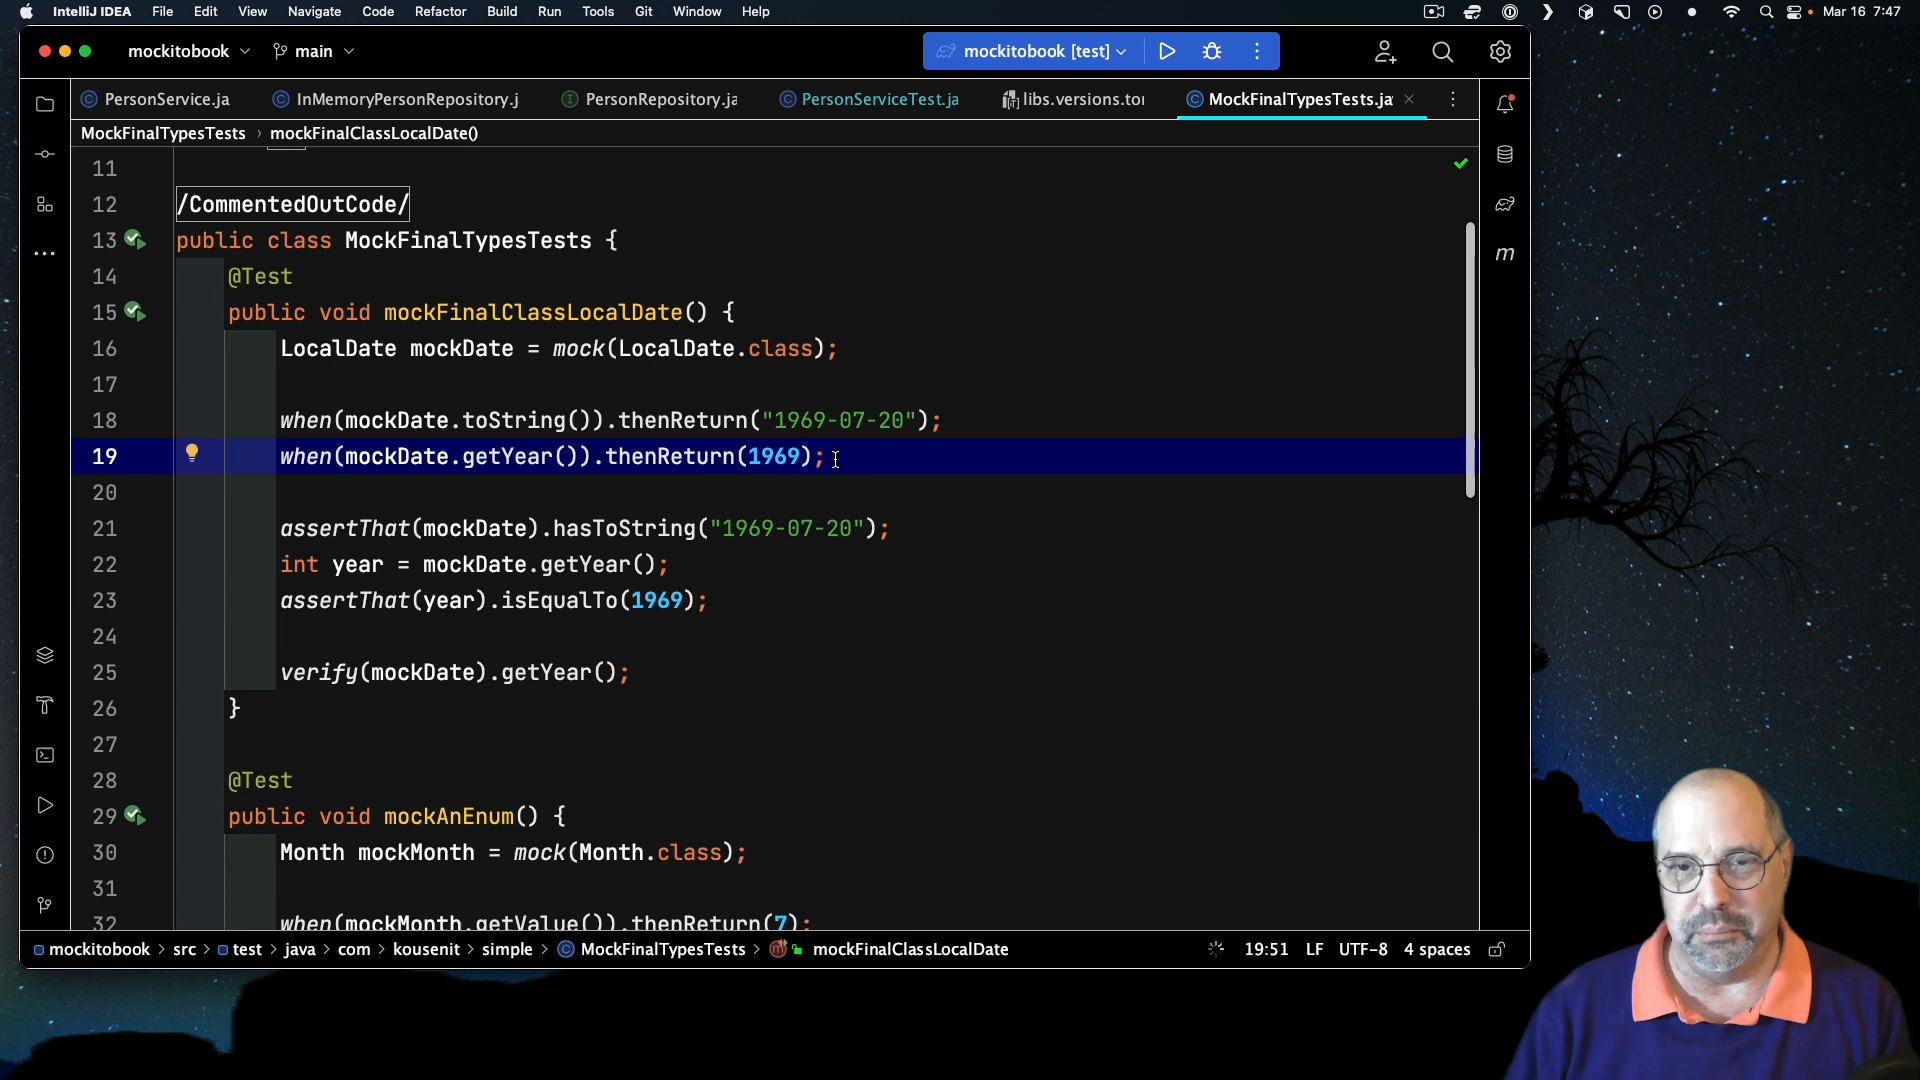 IntelliJ IDEA File Edit View Navigate Code Refactor Build Run Tools Git Window Help Mar 16 7:47
mockitobook main mockitobook [test]
PersonService.ja InMemoryPersonRepository.j PersonRepository.ja PersonServiceTest.ja libs.versions.tor MockFinalTypesTests.ja
MockFinalTypesTests > mockFinalClassLocalDate()
11
12 /CommentedOutCode/
13 public class MockFinalTypesTests {
14 @Test
15 public void mockFinalClassLocalDate() {
16 LocalDate mockDate = mock(LocalDate.class);
17
18 when(mockDate.toString()).thenReturn("1969-07-20");
19 when(mockDate.getYear()).thenReturn(1969);
20
21 assertThat(mockDate).hasToString("1969-07-20");
22 int year = mockDate.getYear();
23 assertThat(year).isEqualTo(1969);
24
25 verify(mockDate).getYear();
26 }
27
28 @Test
29 public void mockAnEnum() {
30 Month mockMonth = mock(Month.class);
31
32 when(mockMonth.getValue()).thenReturn(7);
mockitobook > src > test > java > com > kousenit > simple > MockFinalTypesTests > mockFinalClassLocalDate 19:51 LF UTF-8 4 spaces